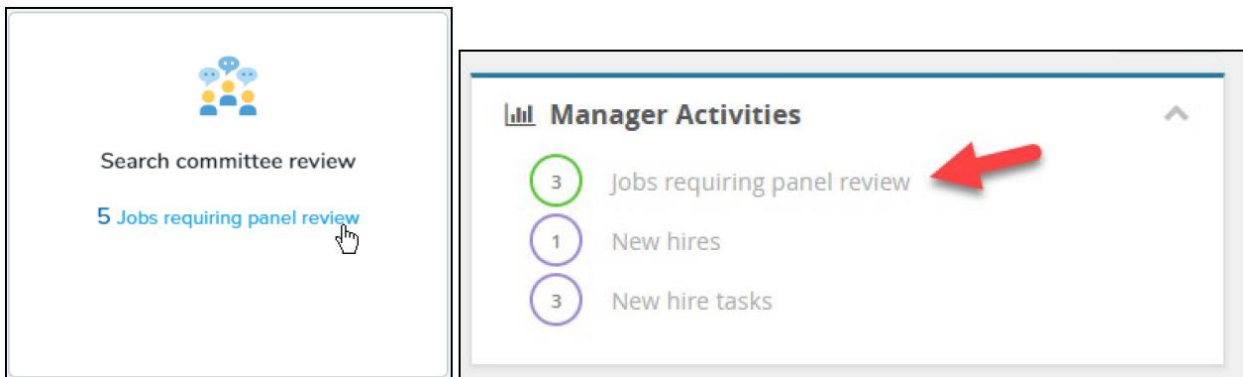 Search committee review
5 Jobs requiring panel review
Manager Activities
3 Jobs requiring panel review
1 New hires
3 New hire tasks